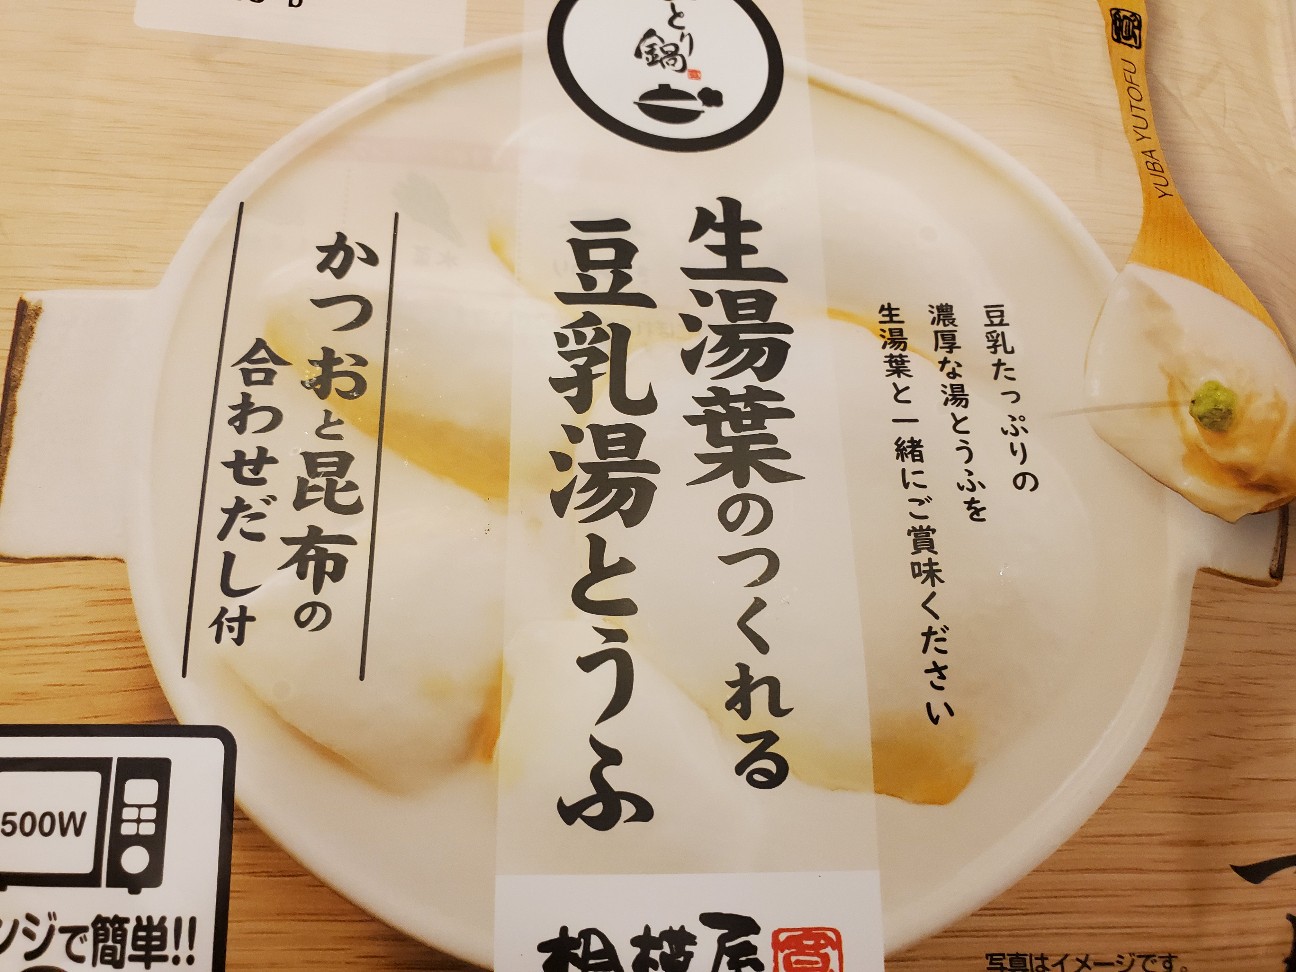 とり
鍋
YUBA YUTOFU
豆乳たっぷりの
濃厚な湯とうふを
生湯葉と一緒にご賞味ください
生湯葉のつくれる
豆乳湯とうふ
かつおと昆布の
合わせだし付
500W
ンジで簡単!!
相模屋
写真はイメージです。